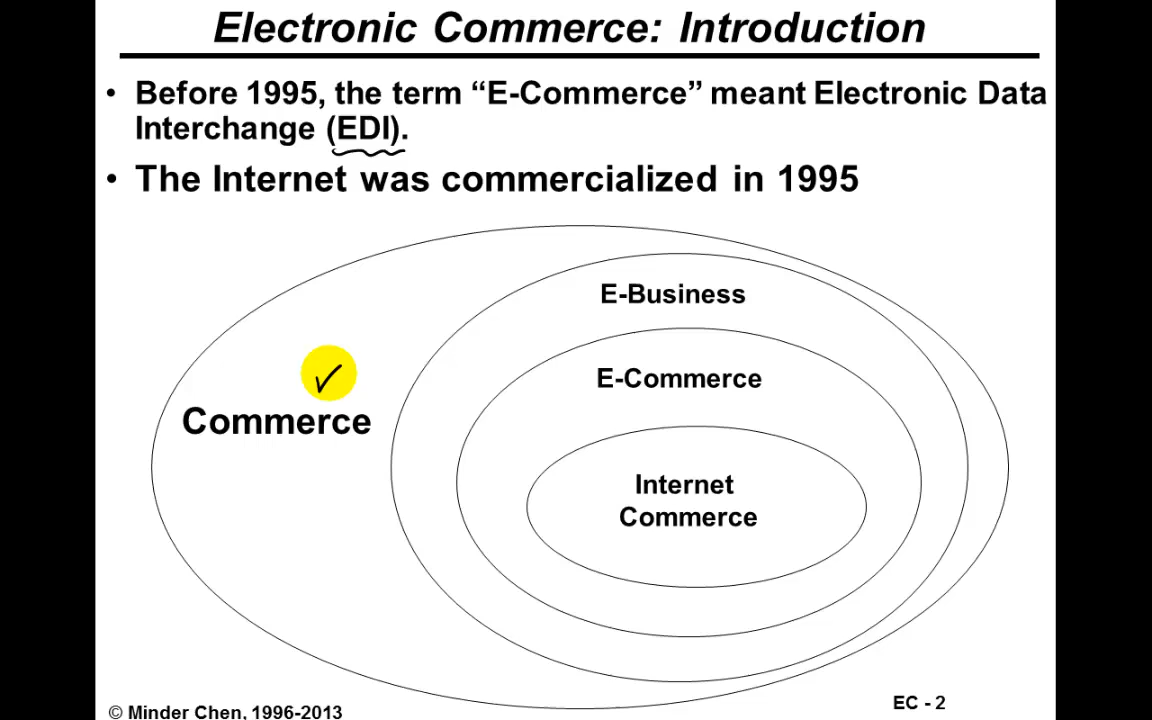 Electronic Commerce: Introduction
• Before 1995, the term “E-Commerce” meant Electronic Data
Interchange (EDI).
• The Internet was commercialized in 1995
E-Business
E-Commerce
Commerce
Internet
Commerce
© Minder Chen, 1996-2013
EC - 2